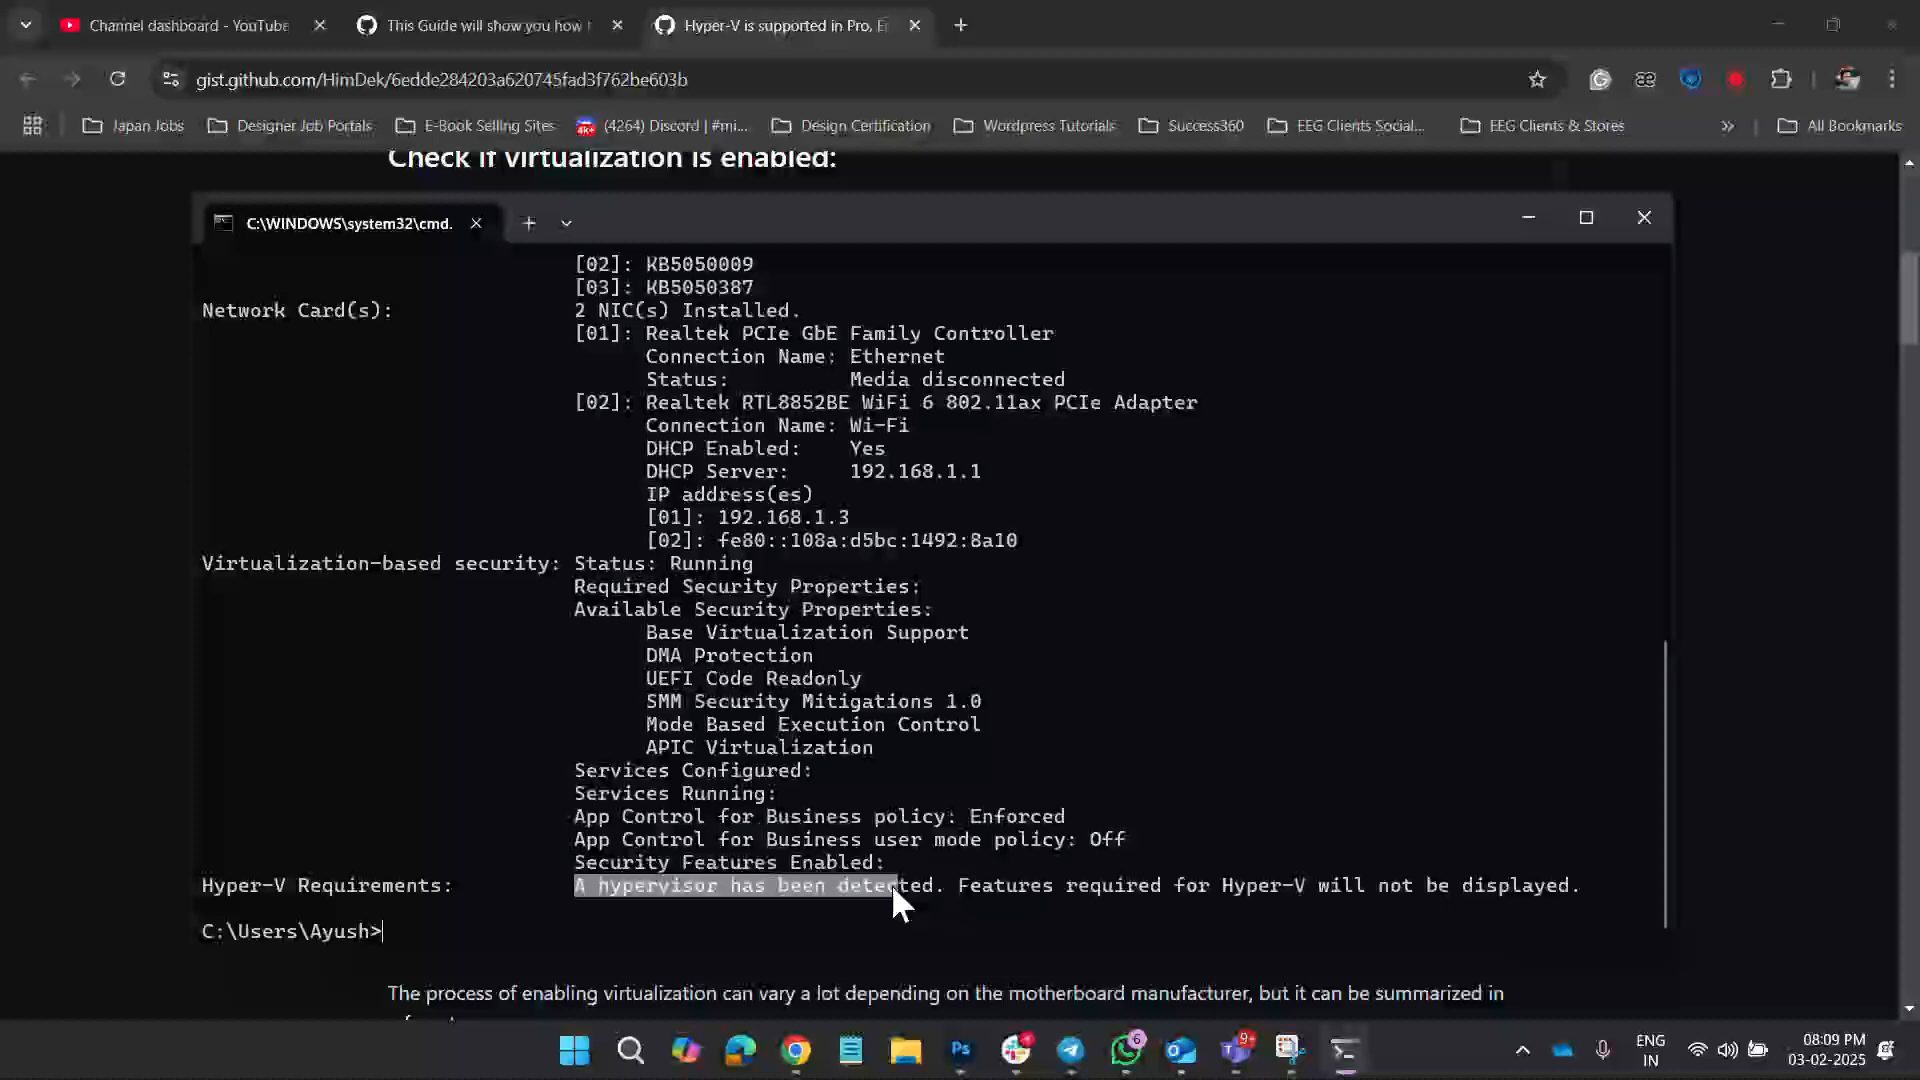 Channel dashboard - YouTube
This Guide will show you how t
Hyper-V is supported in Pro, E
gist.github.com/HimDek/6edde284203a620745fad3f762be603b
Japan Jobs
Designer Job Portals
E-Book Selling Sites
4k+
(4264) Discord | #mi...
Design Certification
Wordpress Tutorials
Success360
EEG Clients Social...
EEG Clients & Stores
All Bookmarks
Check if virtualization is enabled:
C:\WINDOWS\system32\cmd.
[02]: KB5050009
[03]: KB5050387
Network Card(s): 2 NIC(s) Installed.
[01]: Realtek PCIe GbE Family Controller
Connection Name: Ethernet
Status: Media disconnected
[02]: Realtek RTL8852BE WiFi 6 802.11ax PCIe Adapter
Connection Name: Wi-Fi
DHCP Enabled: Yes
DHCP Server: 192.168.1.1
IP address(es)
[01]: 192.168.1.3
[02]: fe80::108a:d5bc:1492:8a10
Virtualization-based security: Status: Running
Required Security Properties:
Available Security Properties:
Base Virtualization Support
DMA Protection
UEFI Code Readonly
SMM Security Mitigations 1.0
Mode Based Execution Control
APIC Virtualization
Services Configured:
Services Running:
App Control for Business policy: Enforced
App Control for Business user mode policy: Off
Security Features Enabled:
Hyper-V Requirements: A hypervisor has been detected. Features required for Hyper-V will not be displayed.
C:\Users\Ayush>
The process of enabling virtualization can vary a lot depending on the motherboard manufacturer, but it can be summarized in
Ps
6
9+
ENG
IN
08:09 PM
03-02-2025